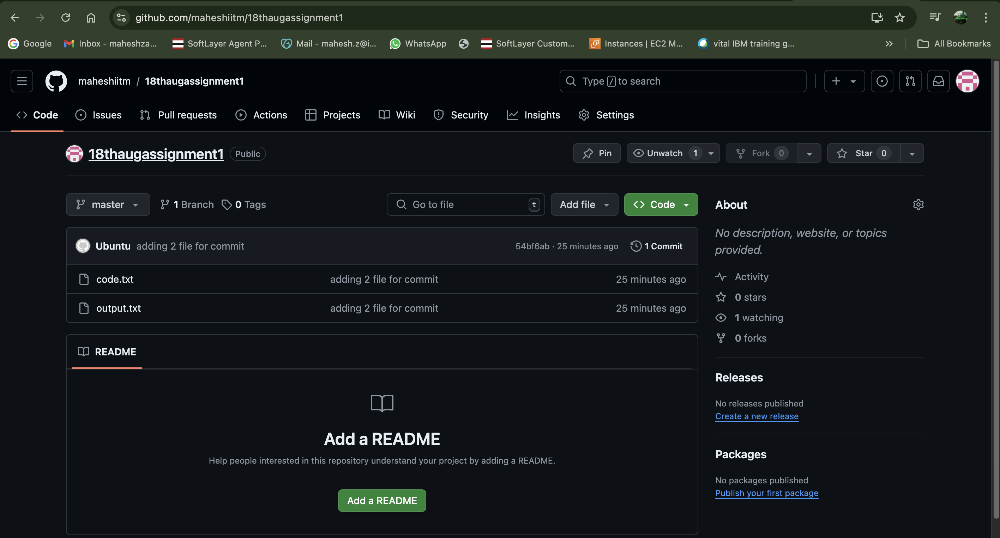 github.com/maheshiitm/18thaugassignment1
Google Inbox - maheshza... SoftLayer Agent P... Mail - mahesh.z@i... WhatsApp SoftLayer Custom... Instances | EC2 M... vital IBM training g... All Bookmarks
maheshiitm / 18thaugassignment1
Type / to search
Code Issues Pull requests Actions Projects Wiki Security Insights Settings
18thaugassignment1 Public
Pin Unwatch 1 Fork 0 Star 0
master 1 Branch 0 Tags
Go to file t Add file Code
Ubuntu adding 2 file for commit 54bf6ab · 25 minutes ago 1 Commit
code.txt adding 2 file for commit 25 minutes ago
output.txt adding 2 file for commit 25 minutes ago
README
Add a README
Help people interested in this repository understand your project by adding a README.
Add a README
About
No description, website, or topics
provided.
Activity
0 stars
1 watching
0 forks
Releases
No releases published
Create a new release
Packages
No packages published
Publish your first package